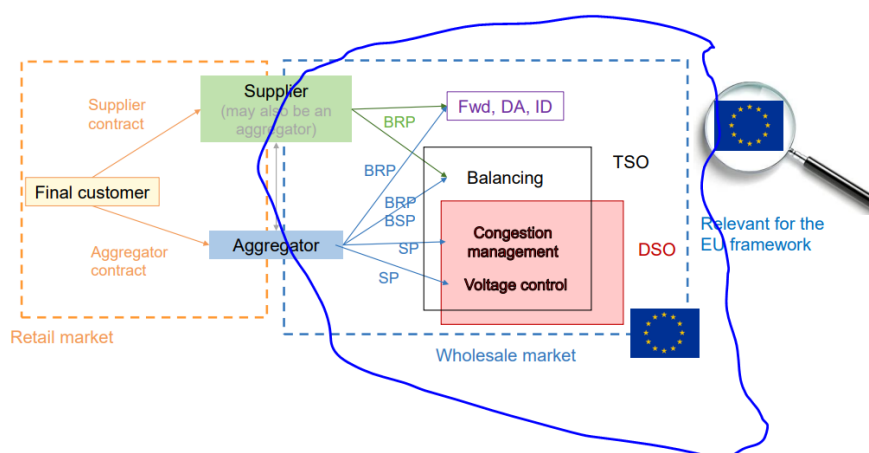 Supplier
(may also be an
aggregator)
Supplier
contract
Fwd, DA, ID
BRP
TSO
BRP
Balancing
Final customer
BRP
BSP
Relevant for the
EU framework
Aggregator
SP
Congestion
management
DSO
Aggregator
contract
SP
Voltage control
Retail market
Wholesale market